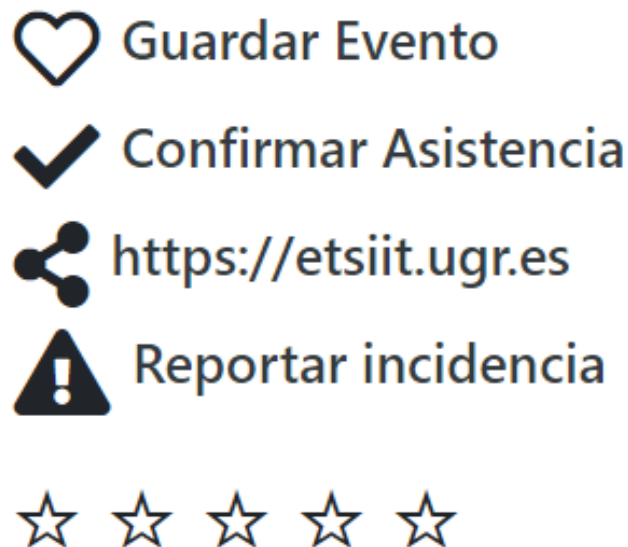 Guardar Evento
Confirmar Asistencia
https://etsiit.ugr.es
Reportar incidencia